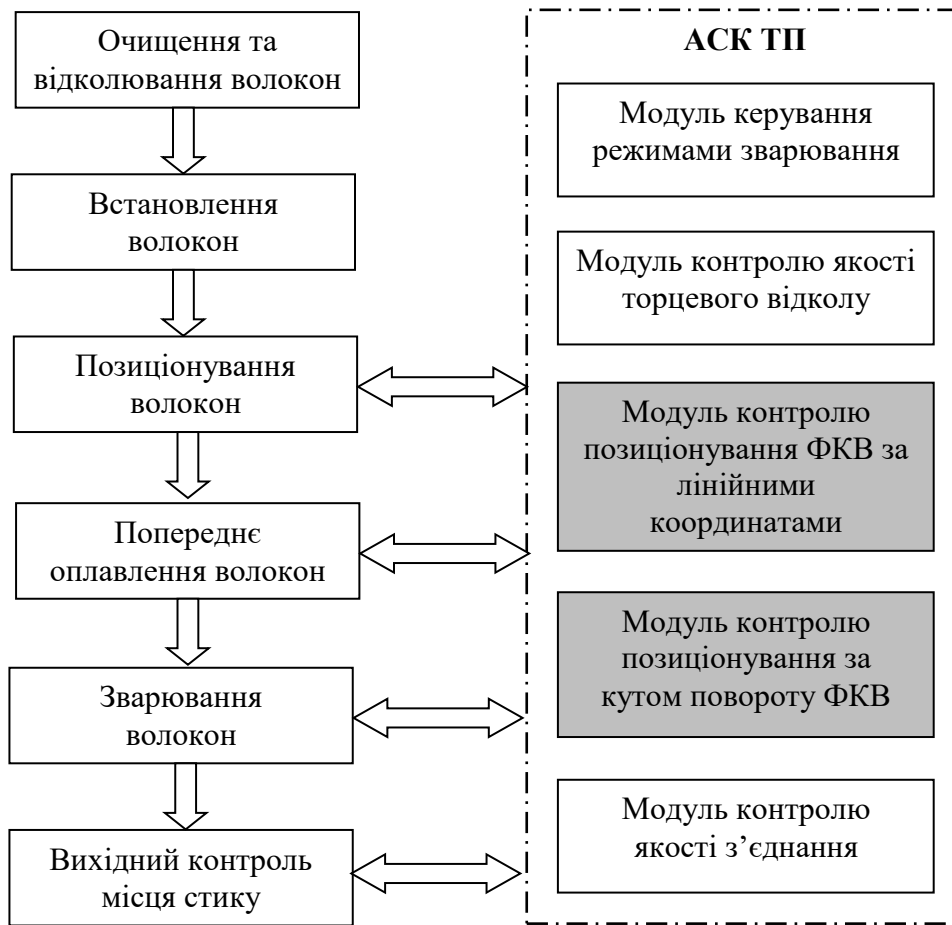 Очищення та
відколювання волокон
Встановлення
волокон
Позиціонування
волокон
Попереднє
оплавлення волокон
Зварювання
волокон
Вихідний контроль
місця стику
АСК ТП
Модуль керування
режимами зварювання
Модуль контролю якості
торцевого відколу
Модуль контролю
позиціонування ФКВ за
лінійними
координатами
Модуль контролю
позиціонування за
кутом повороту ФКВ
Модуль контролю
якості з’єднання